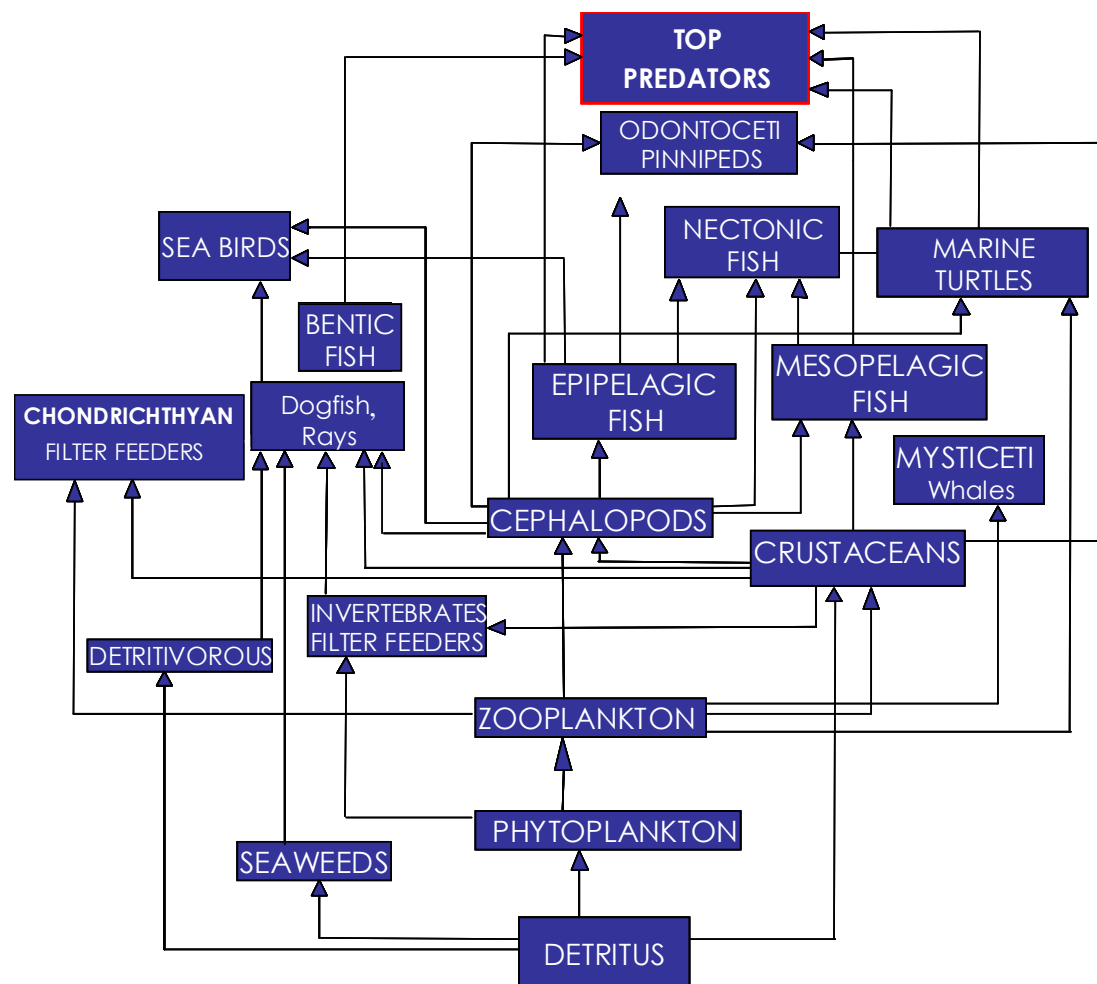 TOP
PREDATORS
ODONTOCETI
PINNIPEDS
SEA BIRDS
NECTONIC
FISH
MARINE
TURTLES
BENTIC
FISH
EPIPELAGIC
FISH
MESOPELAGIC
FISH
CHONDRICHTHYAN
FILTER FEEDERS
Dogfish,
Rays
MYSTICETI
Whales
CEPHALOPODS
CRUSTACEANS
INVERTEBRATES
FILTER FEEDERS
DETRITIVOROUS
ZOOPLANKTON
PHYTOPLANKTON
SEAWEEDS
DETRITUS